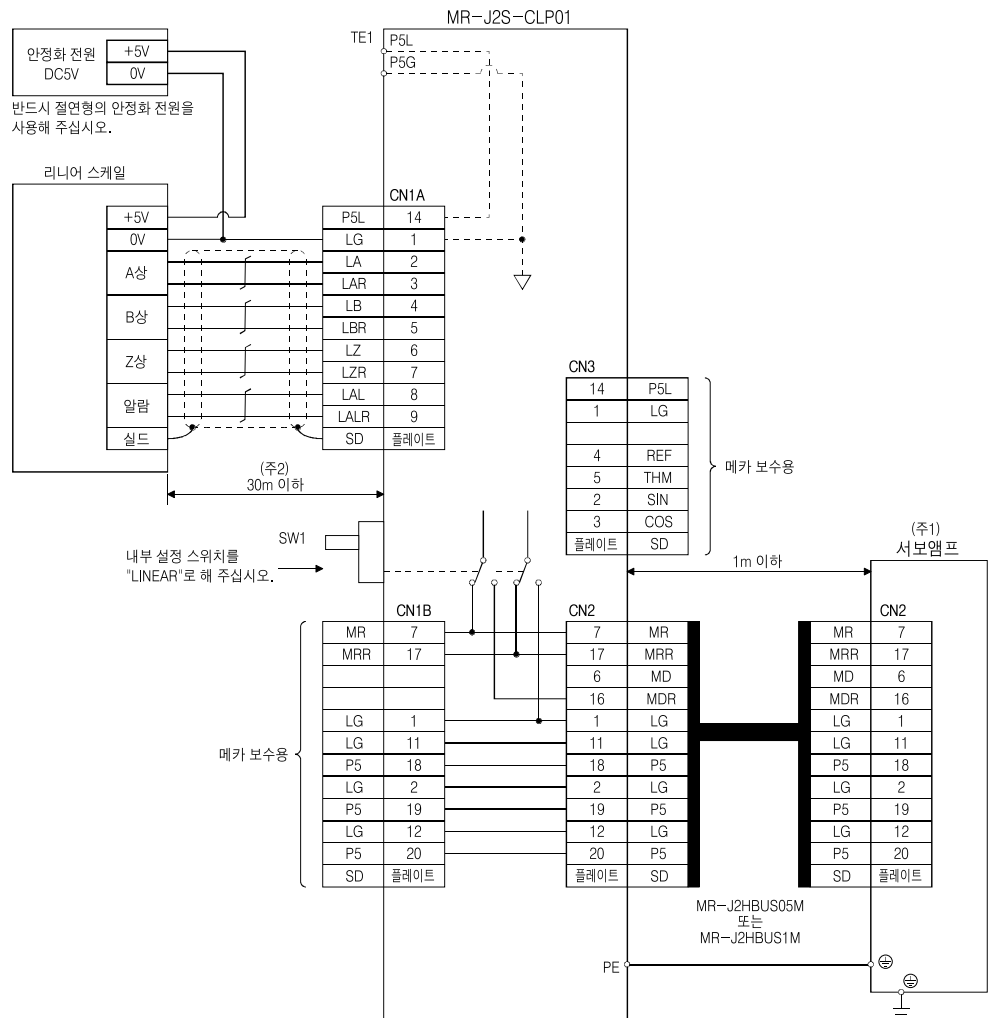 MR-J2S-CLP01
TE1
P5L
P5G
안정화 전원
DC5V
+5V
0V
반드시 절연형의 안정화 전원을
사용해 주십시오.
리니어 스케일
CN1A
+5V P5L 14
0V LG 1
A상 LA 2
LAR 3
B상 LB 4
LBR 5
Z상 LZ 6
LZR 7
알람 LAL 8
LALR 9
실드 SD 플레이트
(주2)
30m 이하
CN3
14 P5L
1 LG
4 REF
5 THM
2 SIN
3 COS
플레이트 SD
메카 보수용
SW1
내부 설정 스위치를
"LINEAR"로 해 주십시오.
1m 이하
(주1)
서보앰프
CN1B
MR 7
MRR 17
LG 1
LG 11
P5 18
LG 2
P5 19
LG 12
P5 20
SD 플레이트
메카 보수용
CN2
7 MR
17 MRR
6 MD
16 MDR
1 LG
11 LG
18 P5
2 LG
19 P5
12 LG
20 P5
플레이트 SD
CN2
MR 7
MRR 17
MD 6
MDR 16
LG 1
LG 11
P5 18
LG 2
P5 19
LG 12
P5 20
SD 플레이트
MR-J2HBUS05M
또는
MR-J2HBUS1M
PE